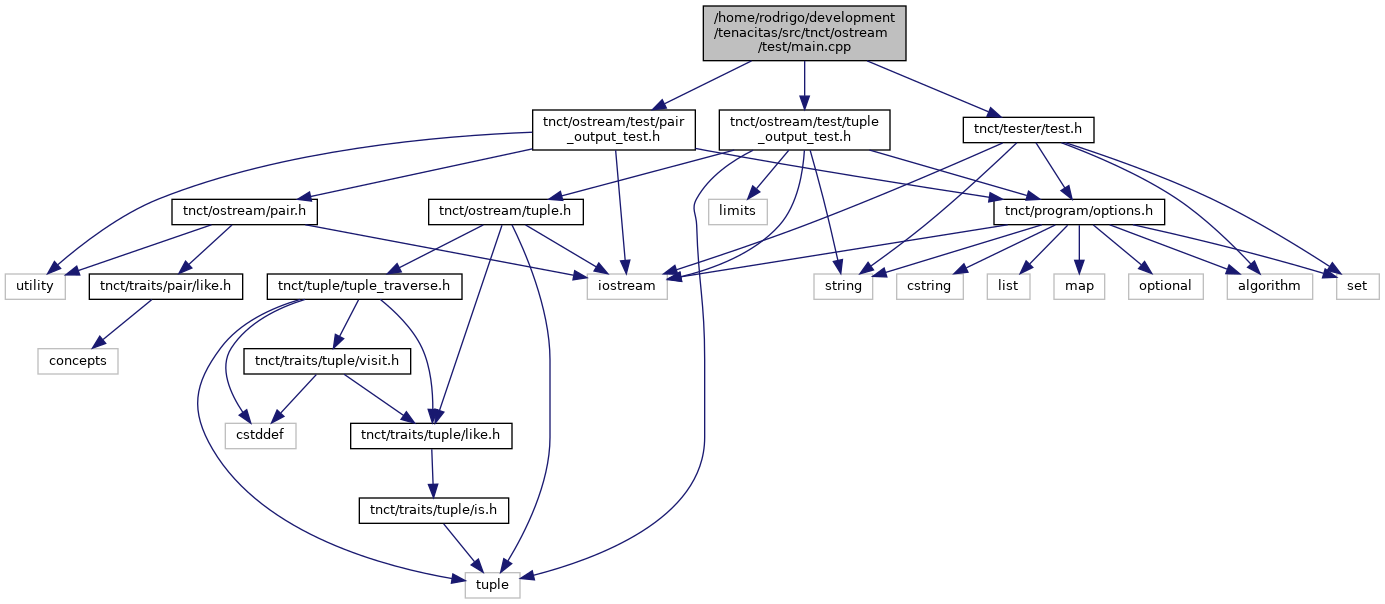 /home/rodrigo/development
/tenacitas/src/tnct/ostream
/test/main.cpp
tnct/ostream/test/pair
_output_test.h
tnct/ostream/test/tuple
_output_test.h
tnct/tester/test.h
tnct/ostream/pair.h
tnct/ostream/tuple.h
limits
tnct/program/options.h
utility
tnct/traits/pair/like.h
tnct/tuple/tuple_traverse.h
iostream
string
cstring
list
map
optional
algorithm
set
concepts
tnct/traits/tuple/visit.h
cstddef
tnct/traits/tuple/like.h
tnct/traits/tuple/is.h
tuple